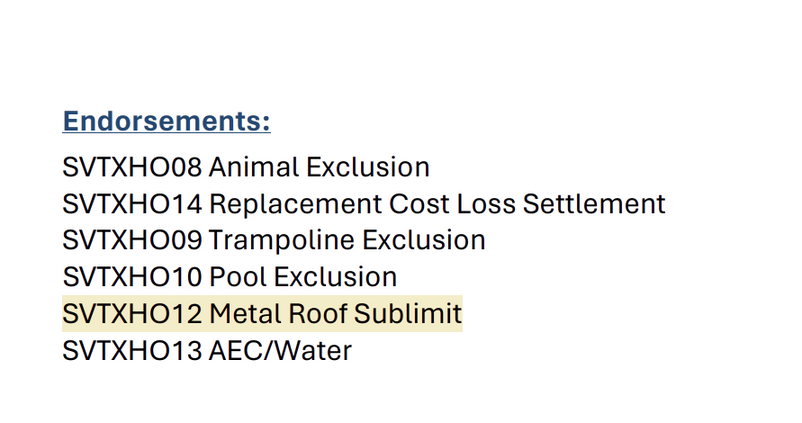 Endorsements:
SVTXHO08 Animal Exclusion
SVTXHO14 Replacement Cost Loss Settlement
SVTXHO09 Trampoline Exclusion
SVTXHO10 Pool Exclusion
SVTXHO12 Metal Roof Sublimit
SVTXHO13 AEC/Water